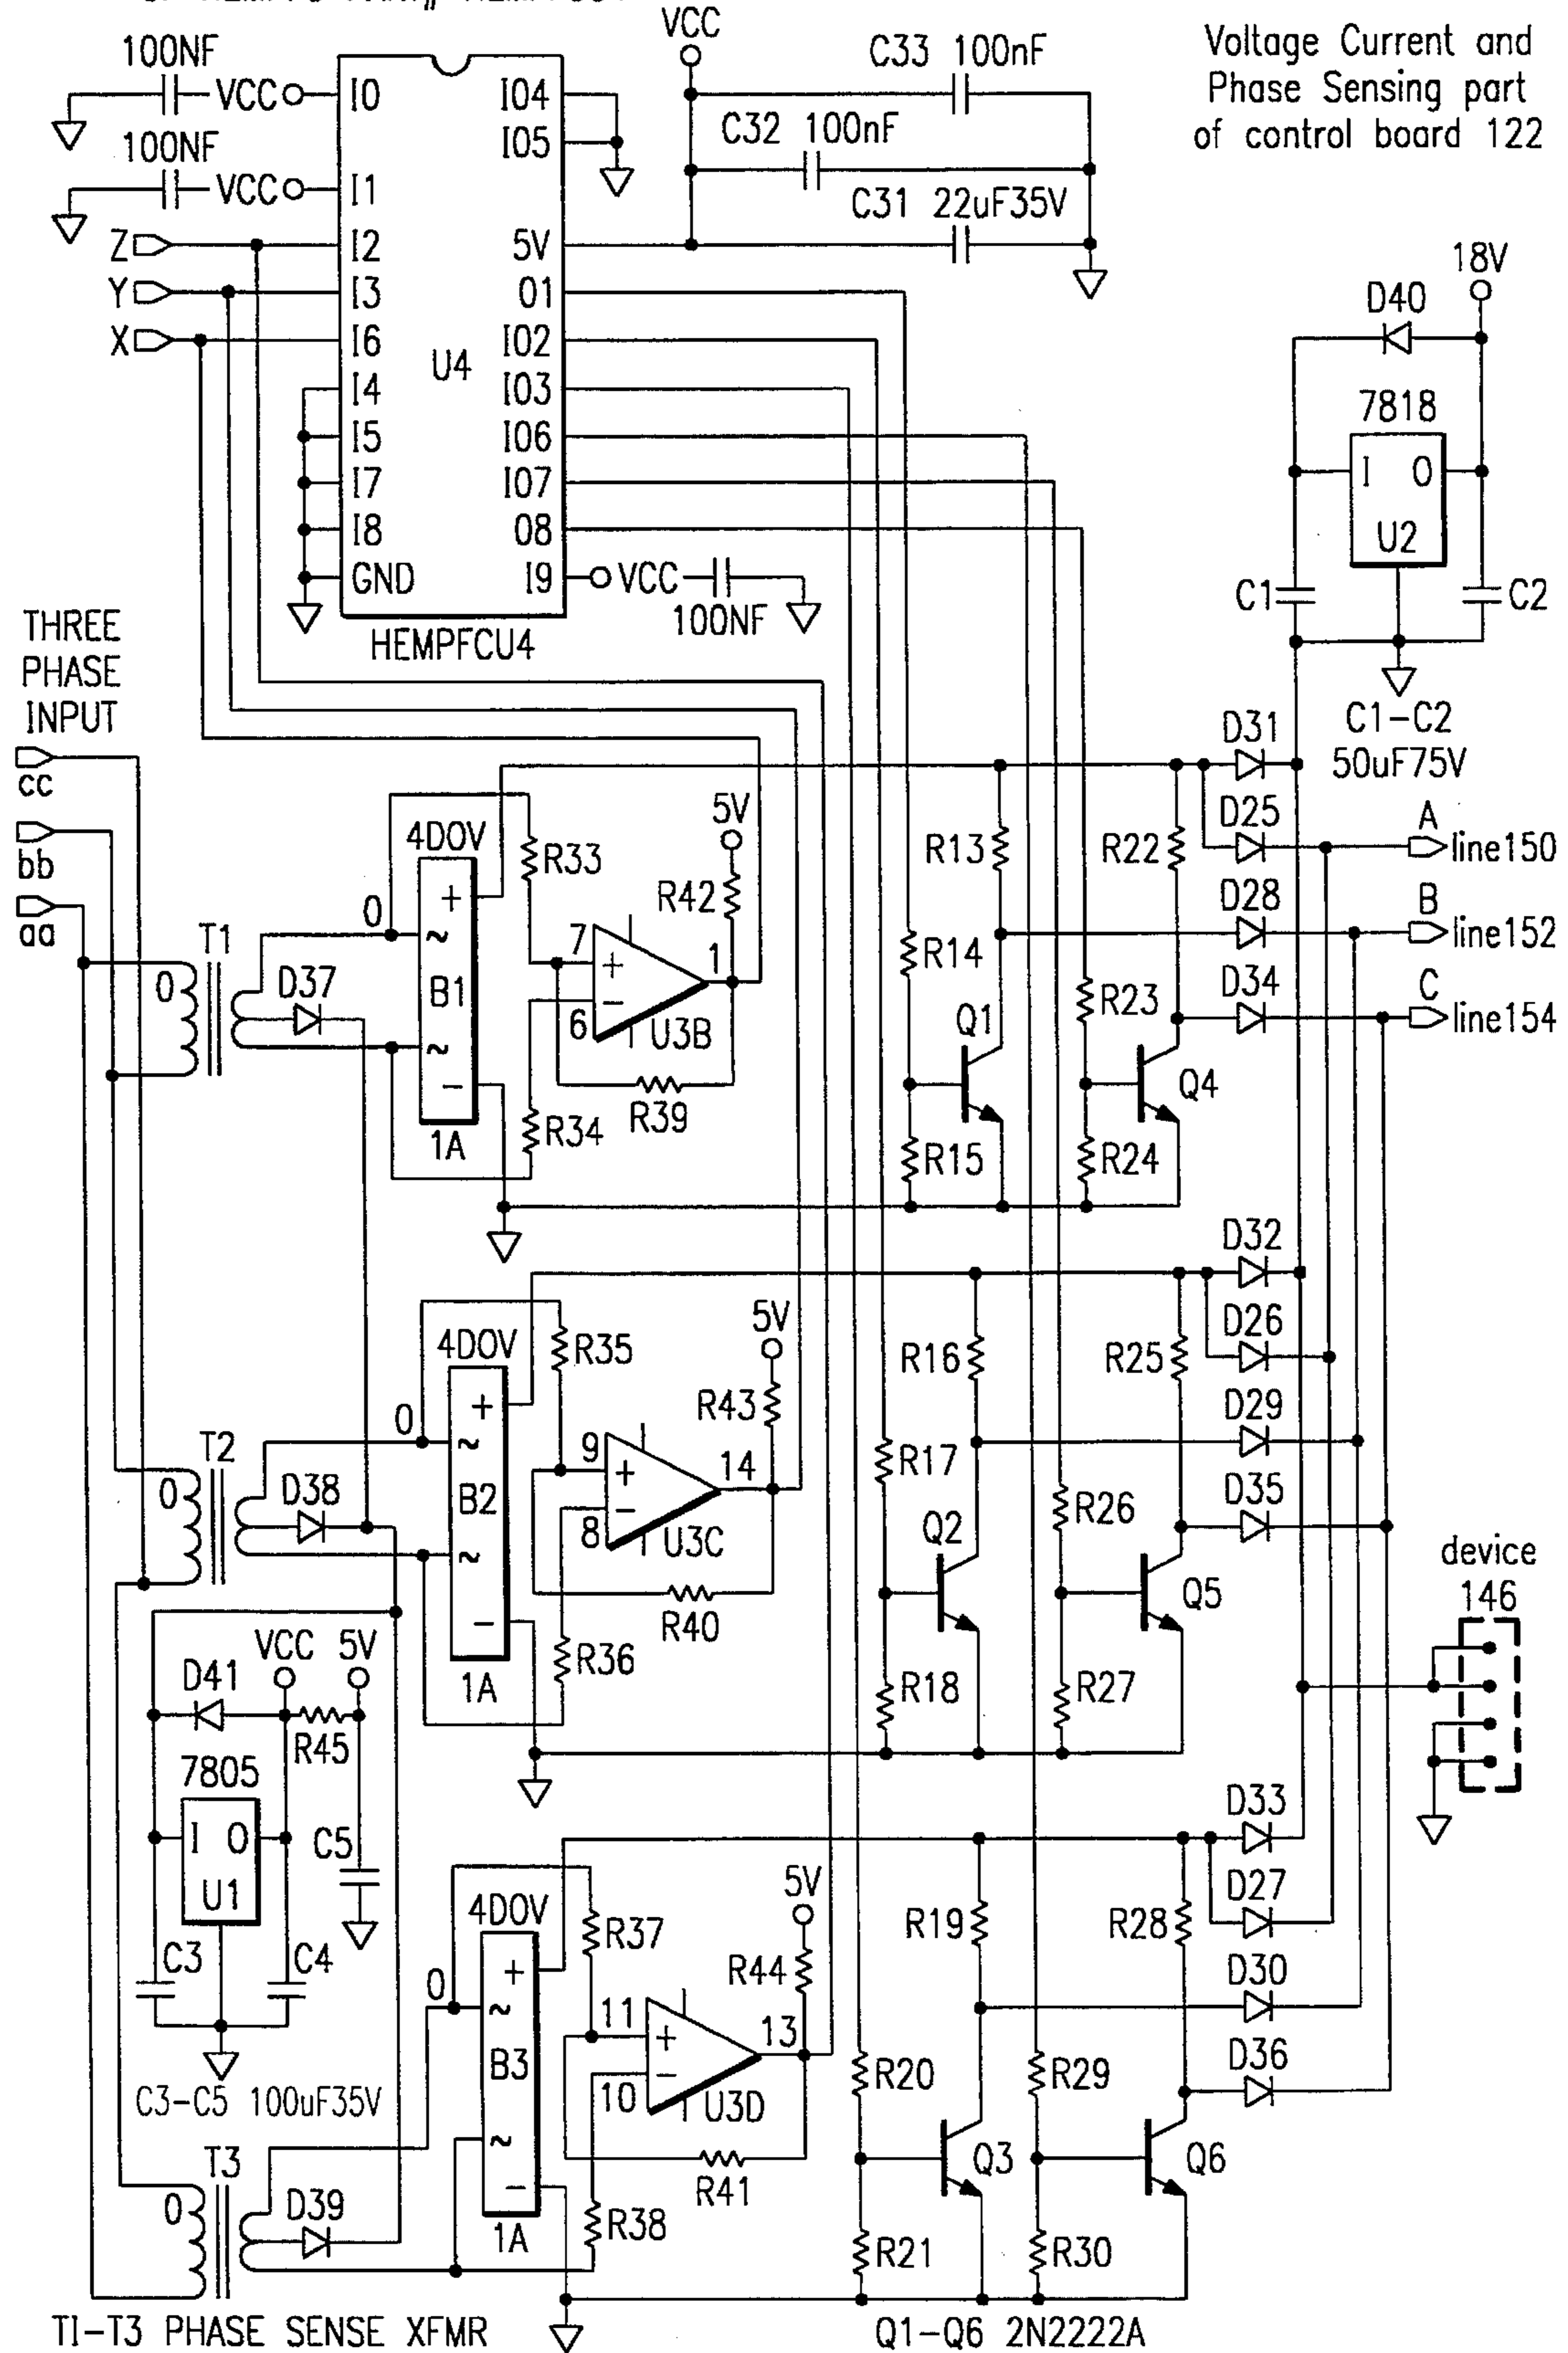 100NF
VCC
I0
100NF
VCC
I1
Z
I2
Y
I3
X
I6
I4
I5
I7
I8
GND
U4
I04
I05
5V
01
I02
I03
I06
I07
08
I9
VCC
100NF
HEMPFCU4
VCC
C33 100nF
C32 100nF
C31 22uF35V
Voltage Current and
Phase Sensing part
of control board 122
18V
D40
7818
I O
U2
C1
C2
C1-C2
50uF75V
THREE
PHASE
INPUT
cc
bb
aa
T1
0
D37
0
4DOV
+
~
B1
~
-
1A
R33
R34
7
+
6
-
U3B
1
5V
R42
R39
R13
R14
R15
Q1
R22
R23
R24
Q4
D31
D25
D28
D34
A
line150
B
line152
C
line154
T2
0
D38
0
4DOV
+
~
B2
~
-
1A
R35
R36
9
+
8
-
U3C
14
5V
R43
R40
R16
R17
R18
Q2
R25
R26
R27
Q5
D32
D26
D29
D35
device
146
VCC
5V
D41
R45
7805
I O
U1
C3
C4
C5
C3-C5 100uF35V
T3
0
D39
0
4DOV
+
~
B3
~
-
1A
R37
R38
11
+
10
-
U3D
13
5V
R44
R41
R19
R20
R21
Q3
R28
R29
R30
Q6
D33
D27
D30
D36
TI-T3 PHASE SENSE XFMR
Q1-Q6 2N2222A